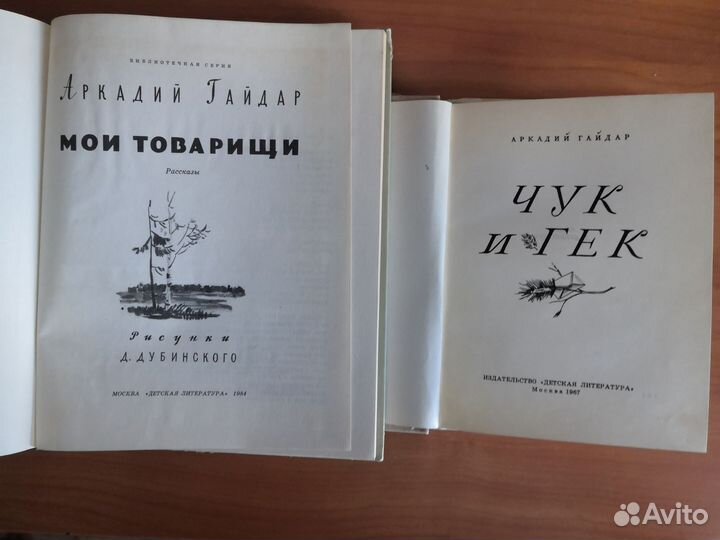 БИБЛИОТЕЧНАЯ СЕРИЯ
АРКАДИЙ ГАЙДАР
МОИ ТОВАРИЩИ
Рассказы
Рисунки
Д. ДУБИНСКОГО
МОСКВА «ДЕТСКАЯ ЛИТЕРАТУРА» 1984
АРКАДИЙ ГАЙДАР
ЧУК
И ГЕК
ИЗДАТЕЛЬСТВО «ДЕТСКАЯ ЛИТЕРАТУРА»
Москва 1967
Avito